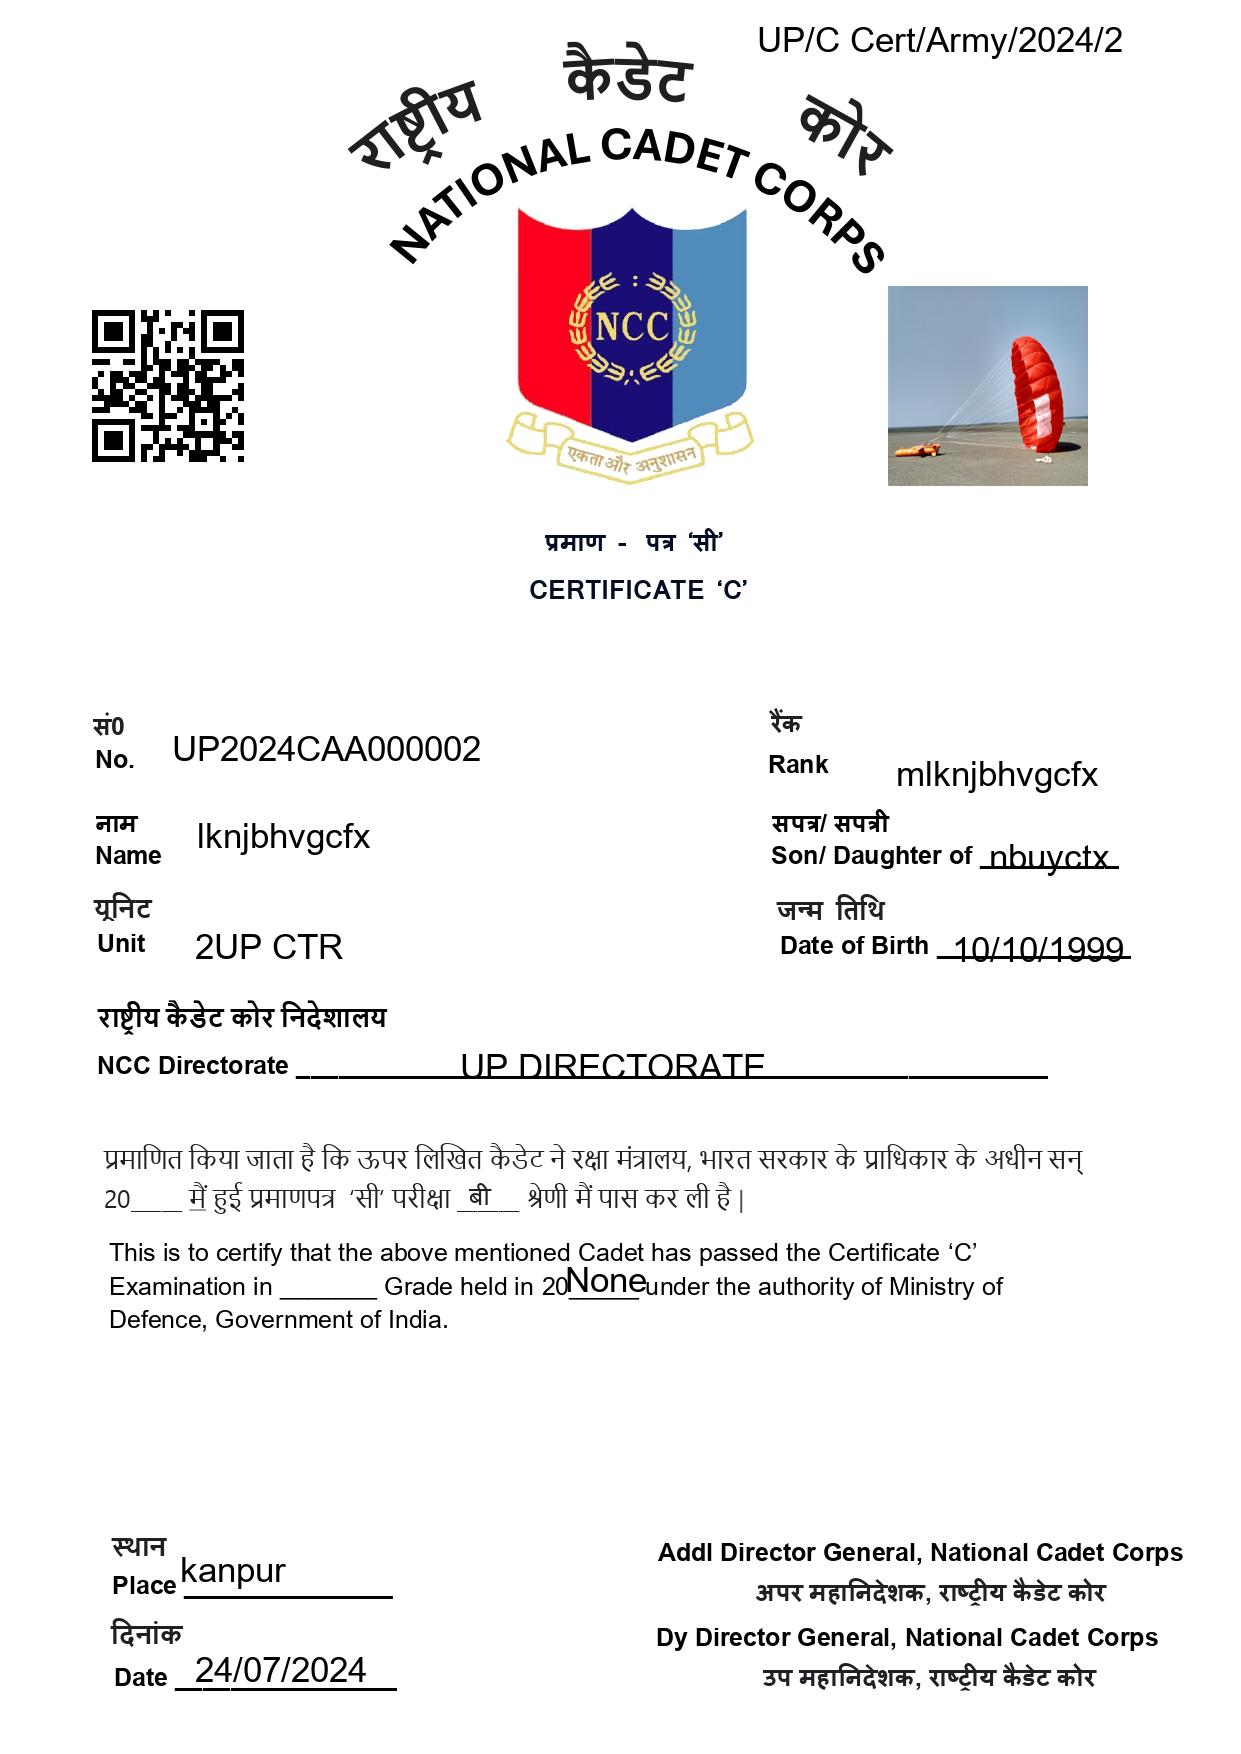 UP/C Cert/Army/2024/2
राष्ट्रीय कैडेट कोर
NATIONAL CADET CORPS
NCC
एकता और अनुशासन
प्रमाण - पत्र ‘सी’
CERTIFICATE ‘C’
सं0
No. UP2024CAA000002
रैंक
Rank mlknjbhvgcfx
नाम
Name lknjbhvgcfx
सपत्र/ सपत्री
Son/ Daughter of nbuyctx
यूनिट
Unit 2UP CTR
जन्म तिथि
Date of Birth 10/10/1999
राष्ट्रीय कैडेट कोर निदेशालय
NCC Directorate UP DIRECTORATE
प्रमाणित किया जाता है कि ऊपर लिखित कैडेट ने रक्षा मंत्रालय, भारत सरकार के प्राधिकार के अधीन सन्
20____ मैं हुई प्रमाणपत्र ‘सी’ परीक्षा बी श्रेणी मैं पास कर ली है |
This is to certify that the above mentioned Cadet has passed the Certificate ‘C’
Examination in _______ Grade held in 20None under the authority of Ministry of
Defence, Government of India.
स्थान
Place kanpur
दिनांक
Date 24/07/2024
Addl Director General, National Cadet Corps
अपर महानिदेशक, राष्ट्रीय कैडेट कोर
Dy Director General, National Cadet Corps
उप महानिदेशक, राष्ट्रीय कैडेट कोर